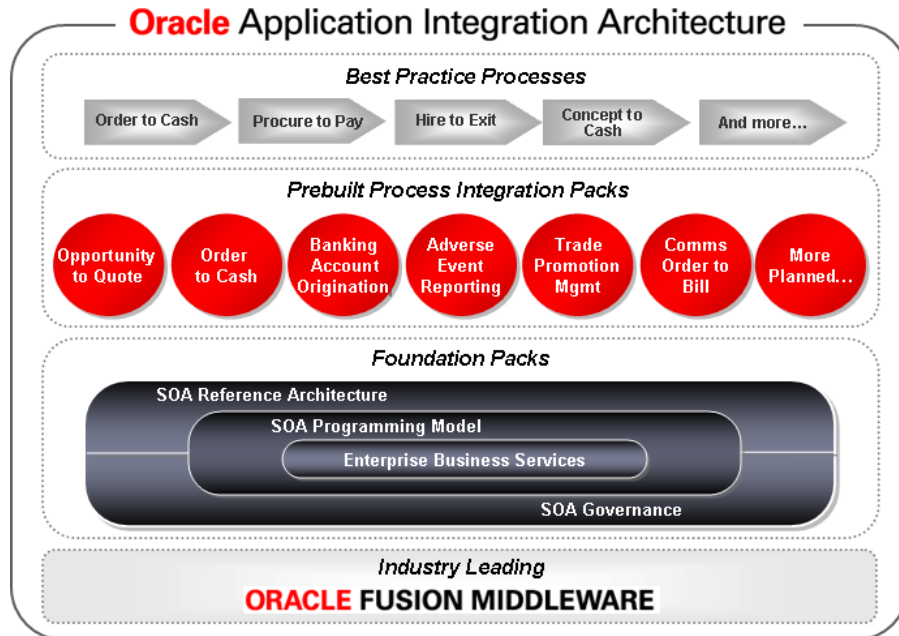 Oracle Application Integration Architecture
Best Practice Processes
Order to Cash
Procure to Pay
Hire to Exit
Concept to
Cash
And more...
Prebuilt Process Integration Packs
Opportunity
to Quote
Order
to Cash
Banking
Account
Origination
Adverse
Event
Reporting
Trade
Promotion
Mgmt
Comms
Order to
Bill
More
Planned...
Foundation Packs
SOA Reference Architecture
SOA Programming Model
Enterprise Business Services
SOA Governance
Industry Leading
ORACLE FUSION MIDDLEWARE